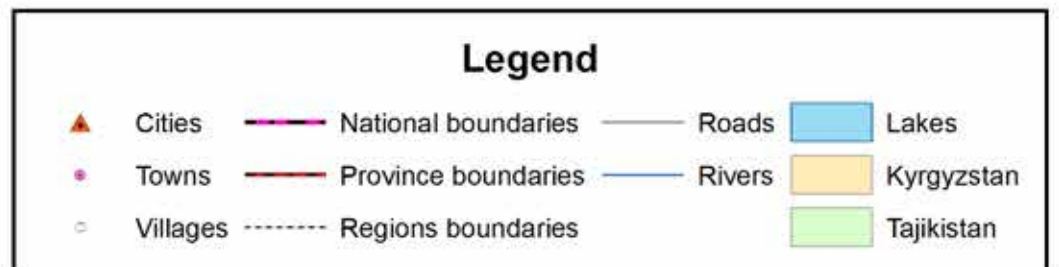 Legend
Cities National boundaries Roads Lakes
Towns Province boundaries Rivers Kyrgyzstan
Villages Regions boundaries Tajikistan